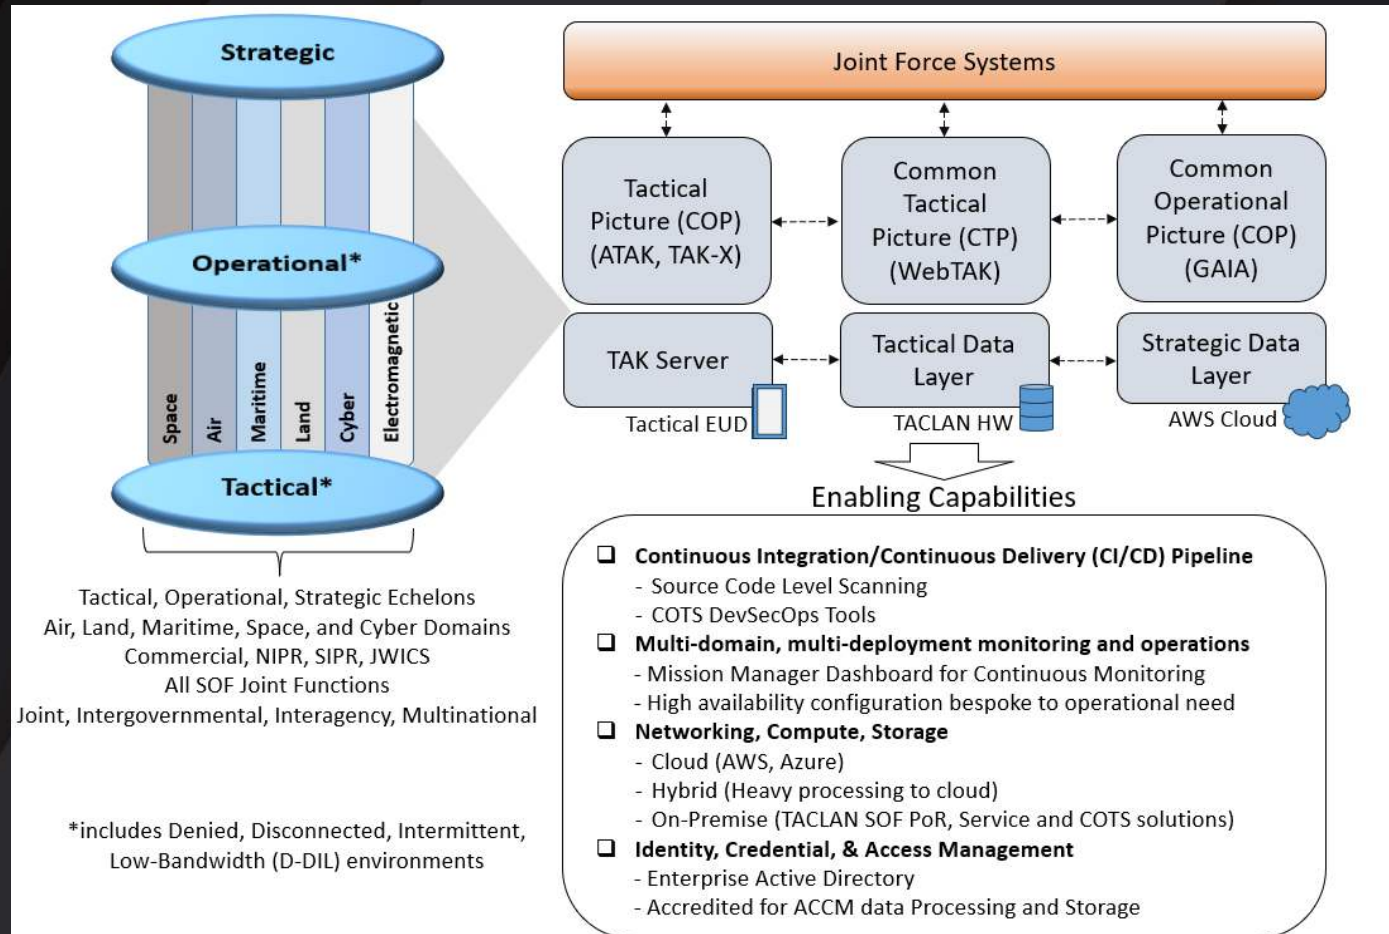 Strategic
Operational*
Space
Air
Maritime
Land
Cyber
Electromagnetic
Tactical*
Tactical, Operational, Strategic Echelons
Air, Land, Maritime, Space, and Cyber Domains
Commercial, NIPR, SIPR, JWICS
All SOF Joint Functions
Joint, Intergovernmental, Interagency, Multinational
*includes Denied, Disconnected, Intermittent,
Low-Bandwidth (D-DIL) environments
Joint Force Systems
Tactical
Picture (COP)
(ATAK, TAK-X)
Common
Tactical
Picture (CTP)
(WebTAK)
Common
Operational
Picture (COP)
(GAIA)
TAK Server
Tactical Data
Layer
Strategic Data
Layer
Tactical EUD
TACLAN HW
AWS Cloud
Enabling Capabilities
Continuous Integration/Continuous Delivery (CI/CD) Pipeline
- Source Code Level Scanning
- COTS DevSecOps Tools
Multi-domain, multi-deployment monitoring and operations
- Mission Manager Dashboard for Continuous Monitoring
- High availability configuration bespoke to operational need
Networking, Compute, Storage
- Cloud (AWS, Azure)
- Hybrid (Heavy processing to cloud)
- On-Premise (TACLAN SOF PoR, Service and COTS solutions)
Identity, Credential, & Access Management
- Enterprise Active Directory
- Accredited for ACCM data Processing and Storage